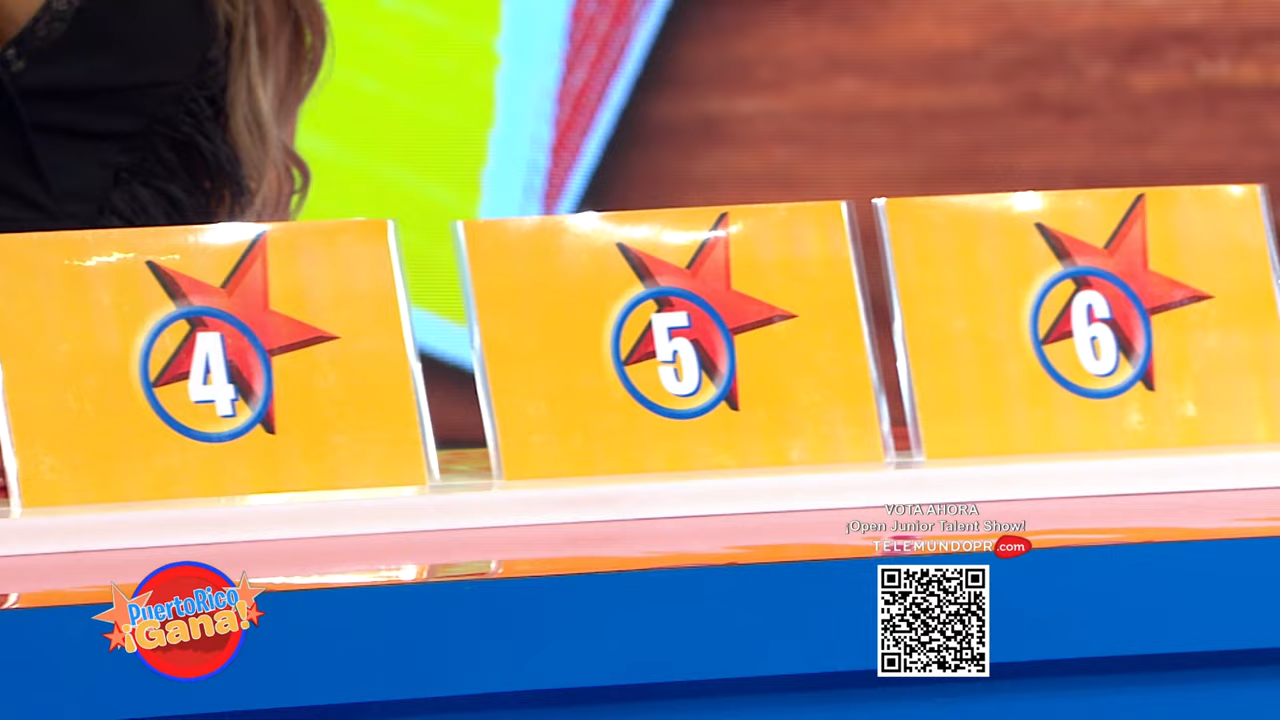 4
5
6
VOTA AHORA
¡Open Junior Talent Show!
TELEMUNDOPR.com
PuertoRico
¡Gana!